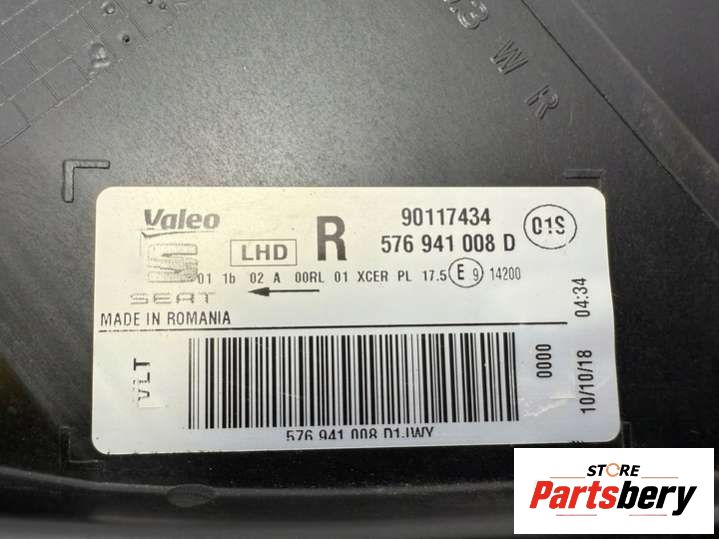 3 W R
Valeo
LHD
R
90117434
576 941 008 D
01S
01 1b 02 A 00RL 01 XCER PL 17.5 E 9 14200
SEAT
MADE IN ROMANIA
VLT
0000
10/10/18 04:34
576 941 008 D1JWY
STORE
Partsbery